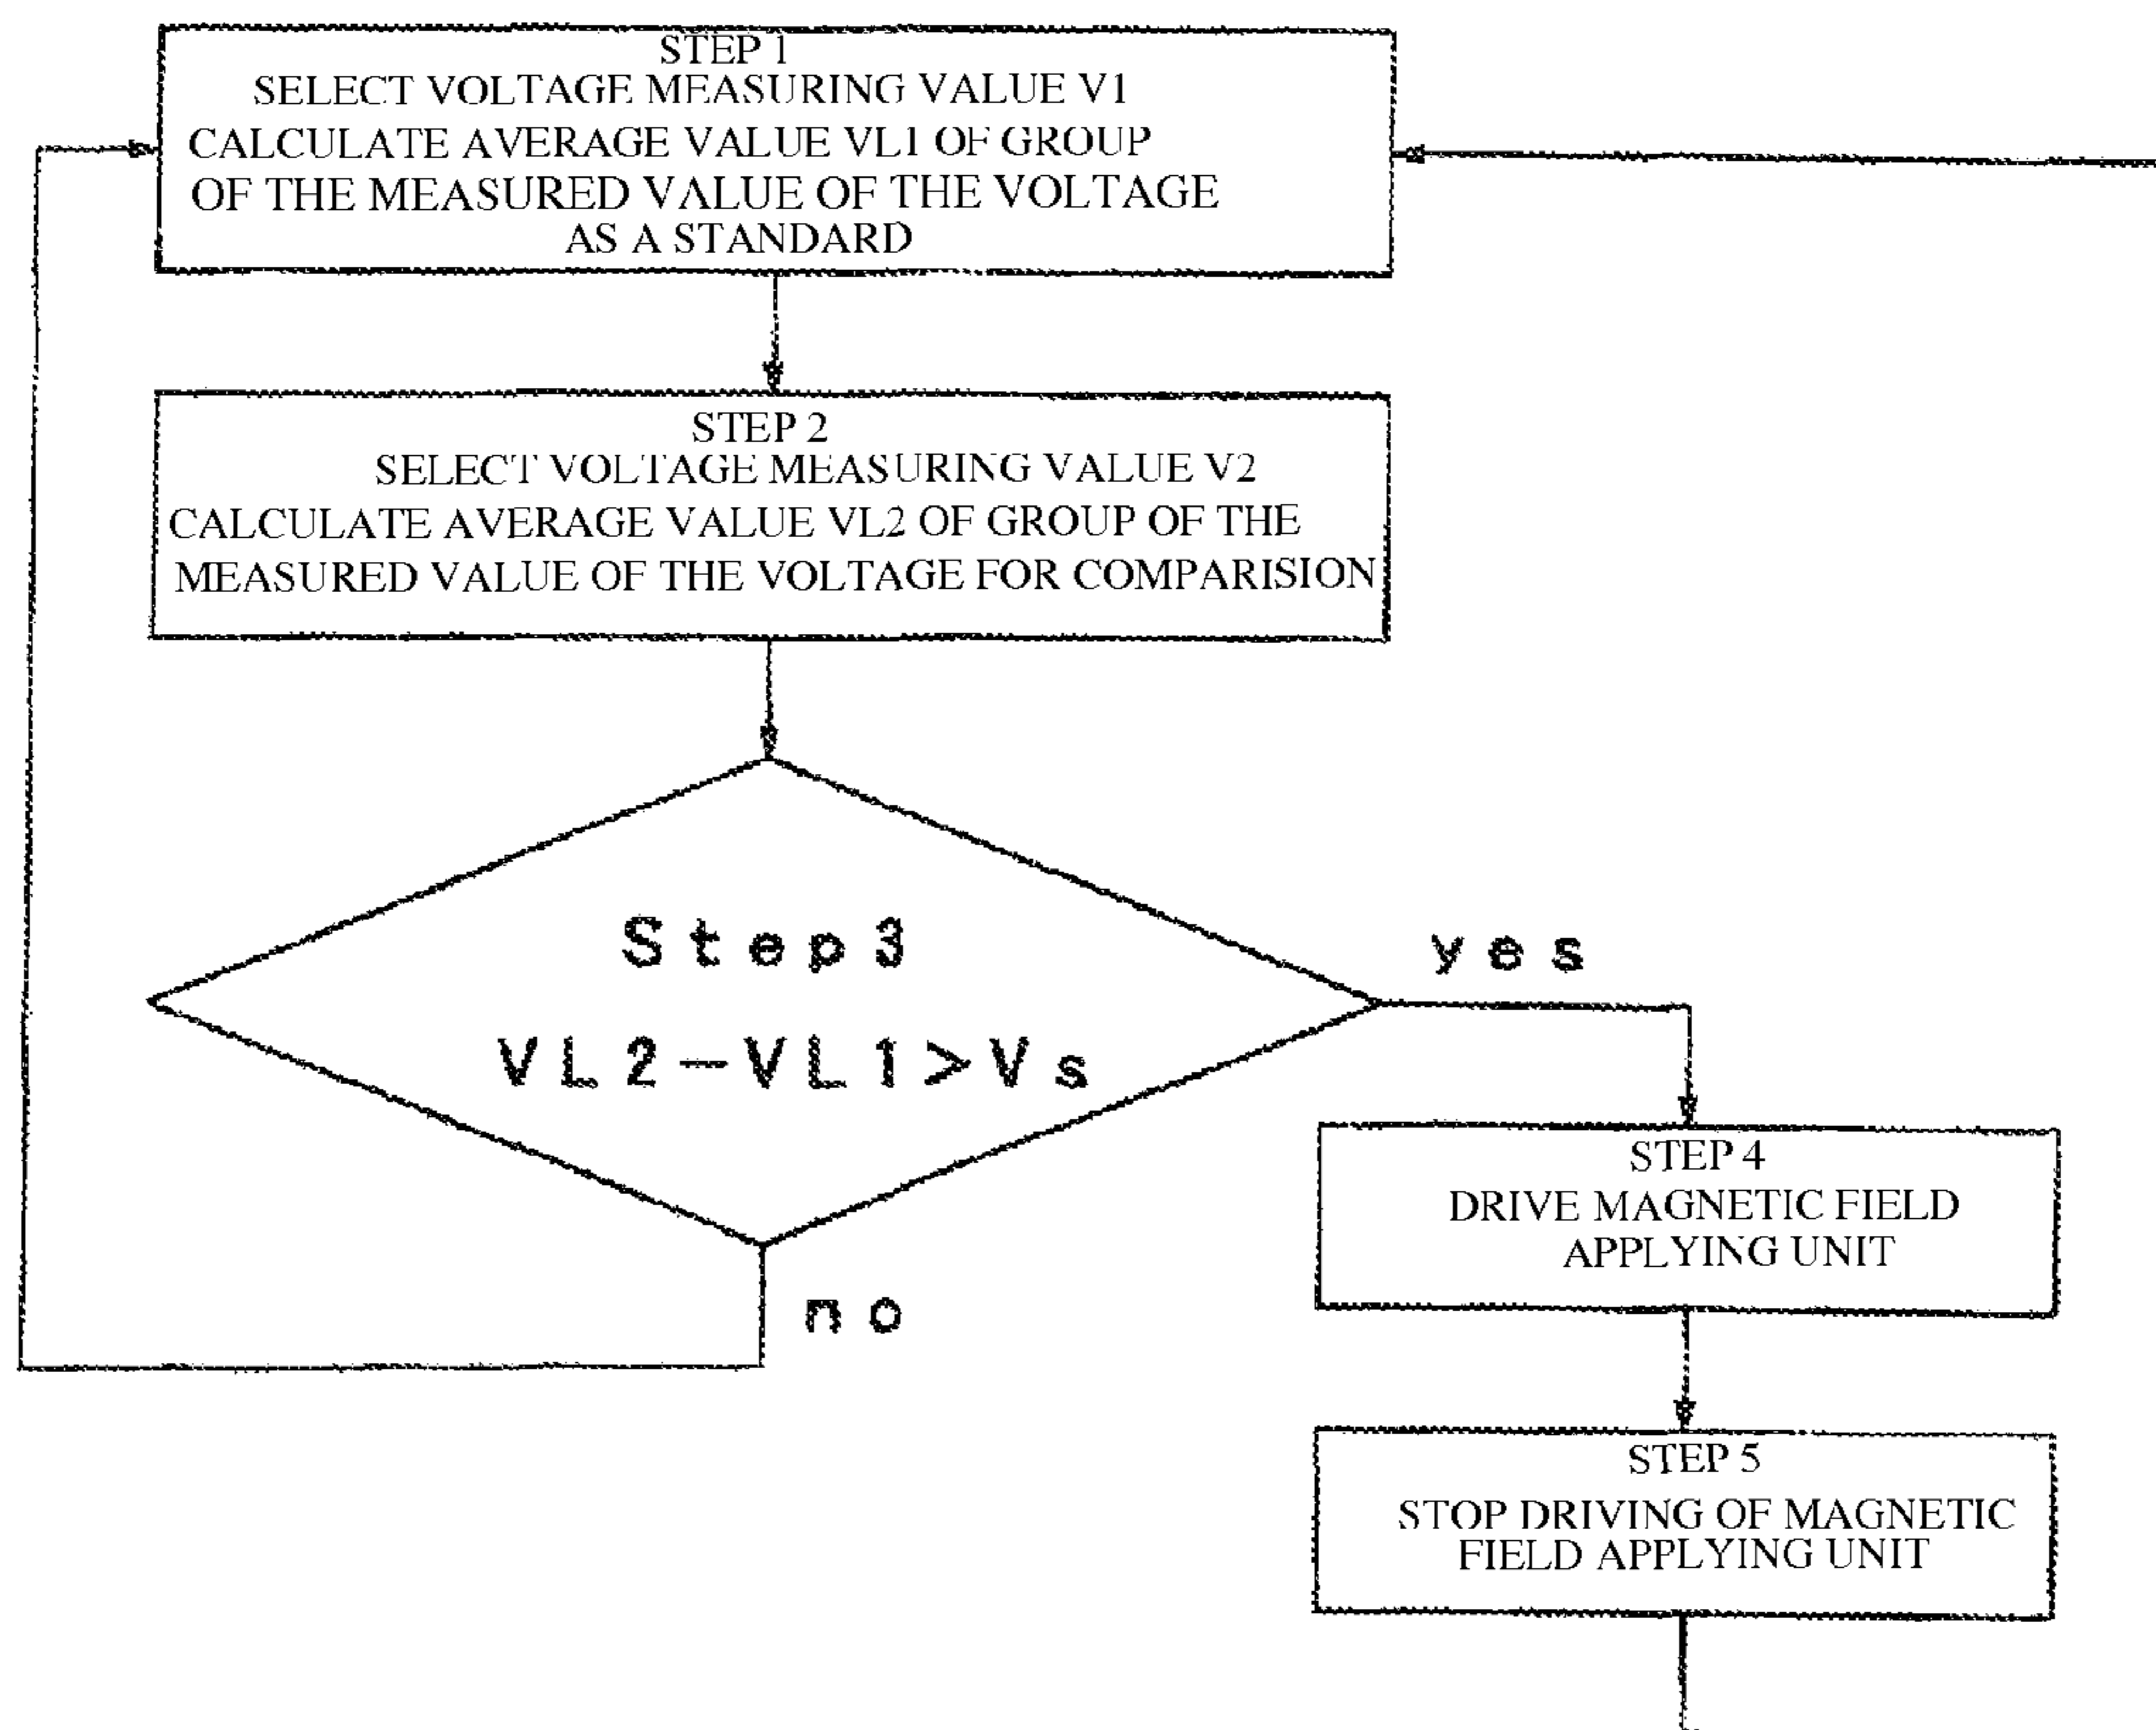 STEP 1
SELECT VOLTAGE MEASURING VALUE V1
CALCULATE AVERAGE VALUE VL1 OF GROUP
OF THE MEASURED VALUE OF THE VOLTAGE
AS A STANDARD
STEP 2
SELECT VOLTAGE MEASURING VALUE V2
CALCULATE AVERAGE VALUE VL2 OF GROUP OF THE
MEASURED VALUE OF THE VOLTAGE FOR COMPARISION
Step3
VL2-VL1>Vs
yes
no
STEP 4
DRIVE MAGNETIC FIELD
APPLYING UNIT
STEP 5
STOP DRIVING OF MAGNETIC
FIELD APPLYING UNIT